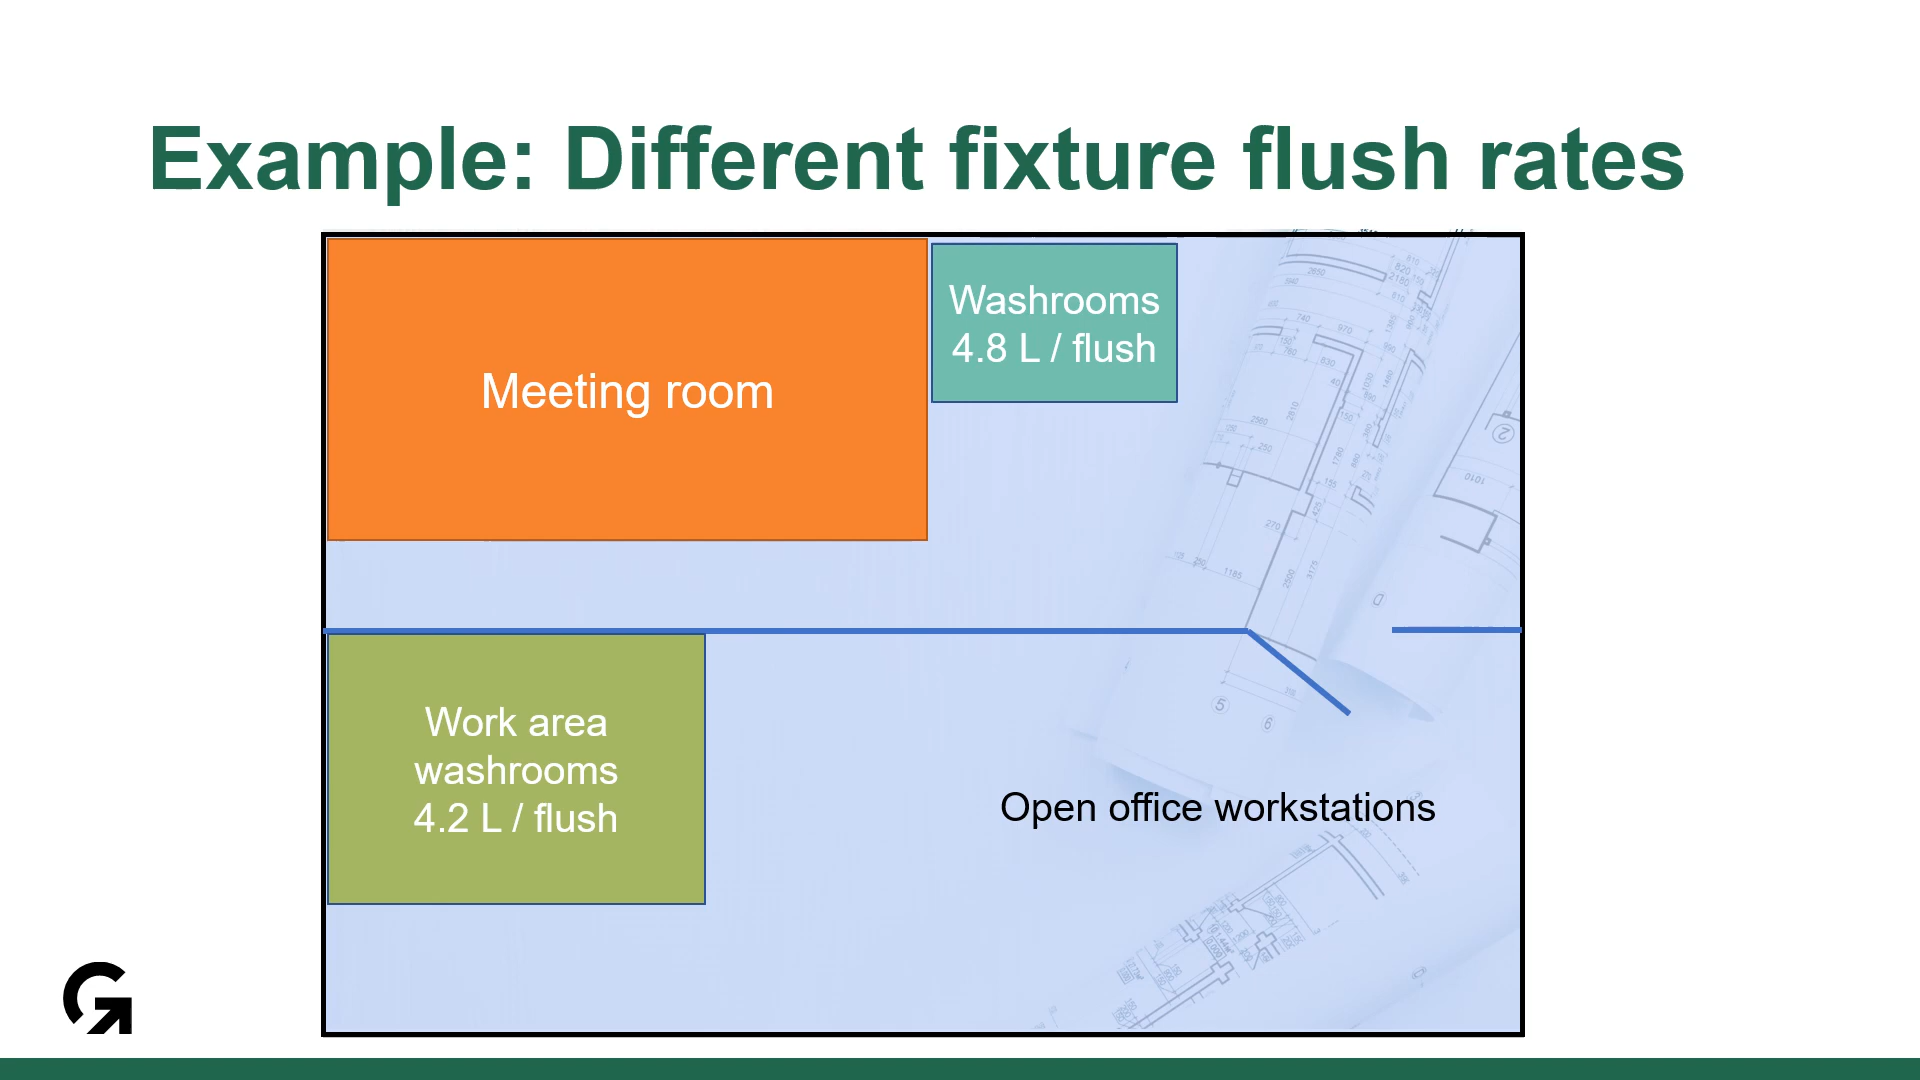 Example: Different fixture flush rates
Meeting room
Washrooms
4.8 L / flush
Work area
washrooms
4.2 L / flush
Open office workstations